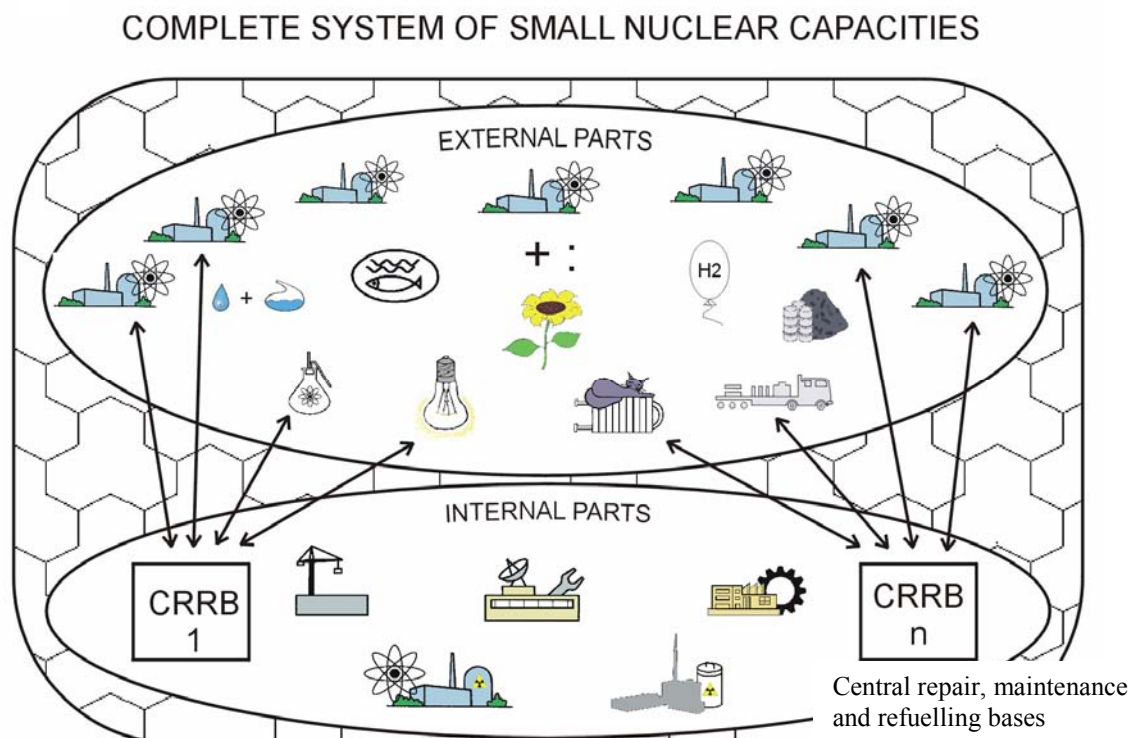 COMPLETE SYSTEM OF SMALL NUCLEAR CAPACITIES
EXTERNAL PARTS
+ :
H2
+
INTERNAL PARTS
CRRB
1
CRRB
n
Central repair, maintenance
and refuelling bases